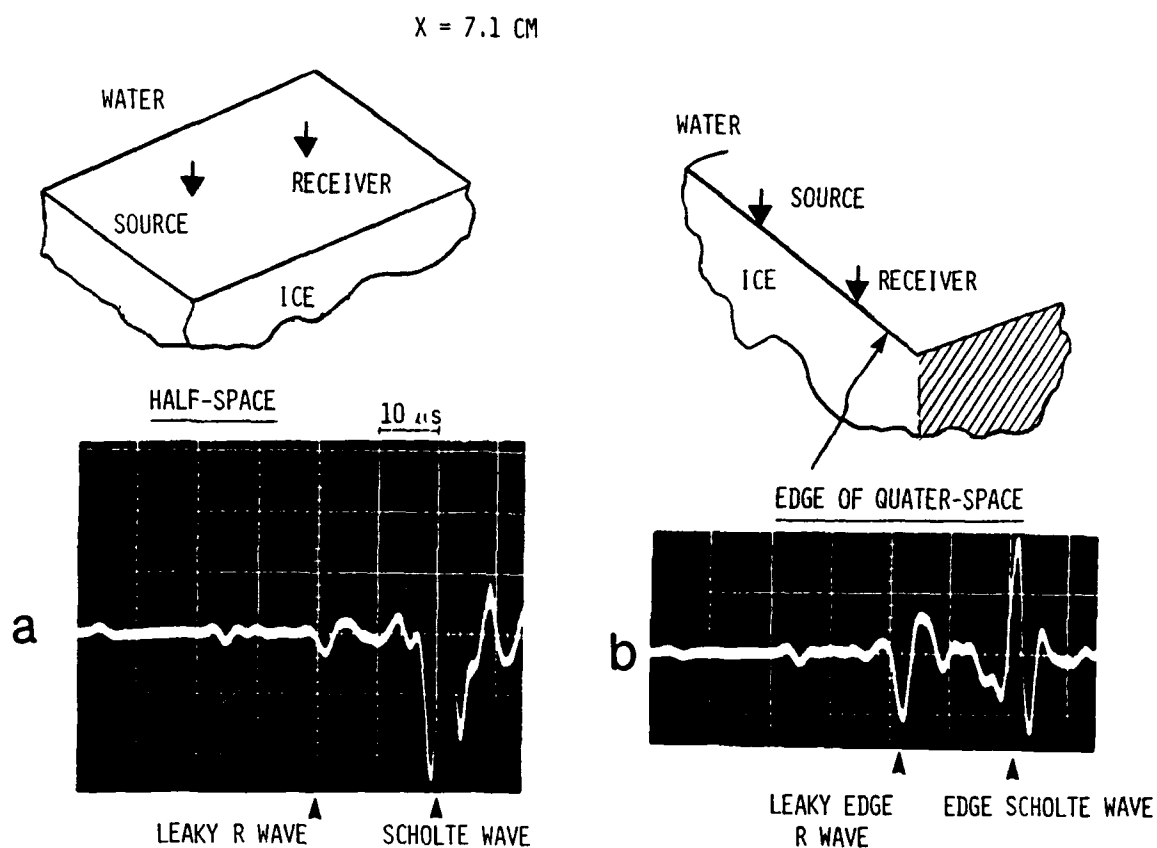 X = 7.1 CM
WATER
SOURCE
RECEIVER
ICE
HALF-SPACE
10 µs
a
LEAKY R WAVE
SCHOLTE WAVE
WATER
SOURCE
ICE
RECEIVER
EDGE OF QUATER-SPACE
b
LEAKY EDGE
R WAVE
EDGE SCHOLTE WAVE